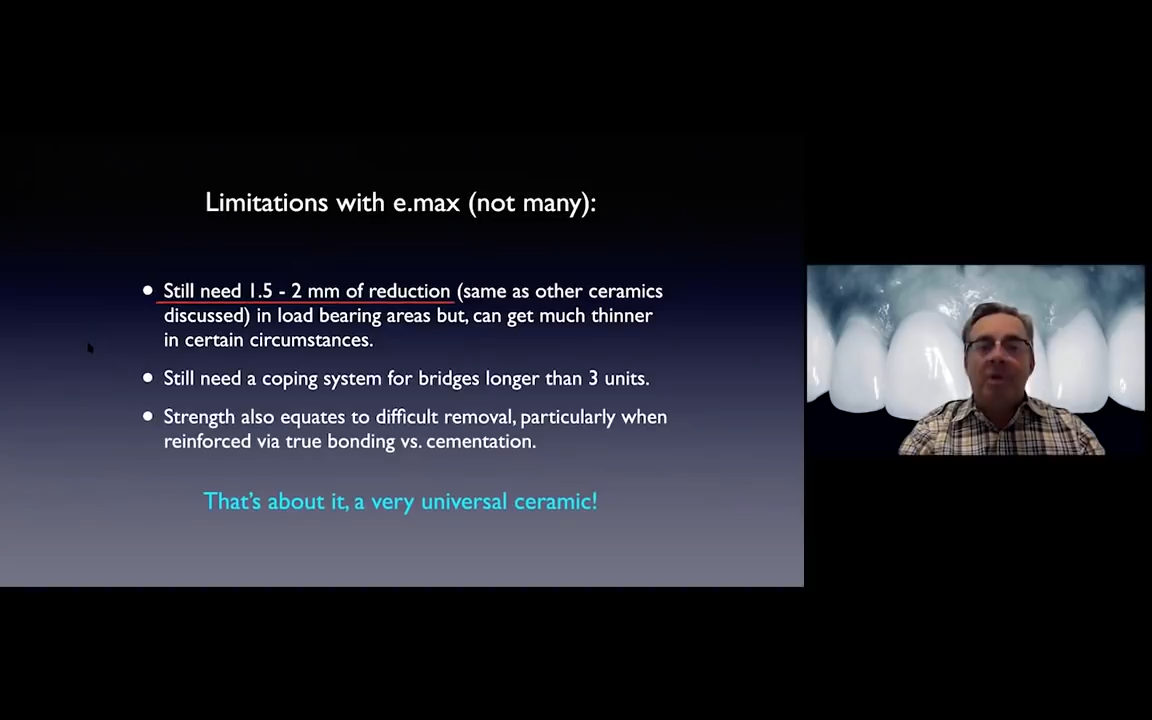 Limitations with e.max (not many):
• Still need 1.5 - 2 mm of reduction (same as other ceramics
discussed) in load bearing areas but, can get much thinner
in certain circumstances.
• Still need a coping system for bridges longer than 3 units.
• Strength also equates to difficult removal, particularly when
reinforced via true bonding vs. cementation.
That's about it, a very universal ceramic!